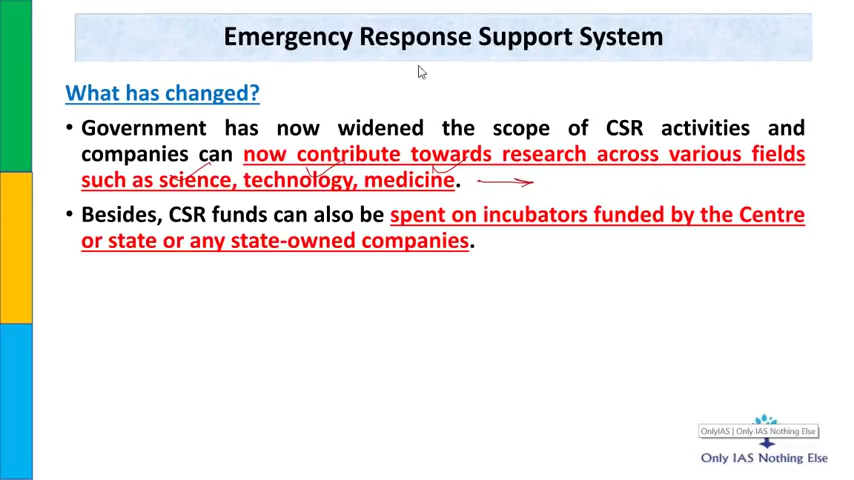 Emergency Response Support System
What has changed?
• Government has now widened the scope of CSR activities and
companies can now contribute towards research across various fields
such as science, technology, medicine.
• Besides, CSR funds can also be spent on incubators funded by the Centre
or state or any state-owned companies.
OnlyIAS | Only IAS Nothing Else
Only IAS Nothing Else